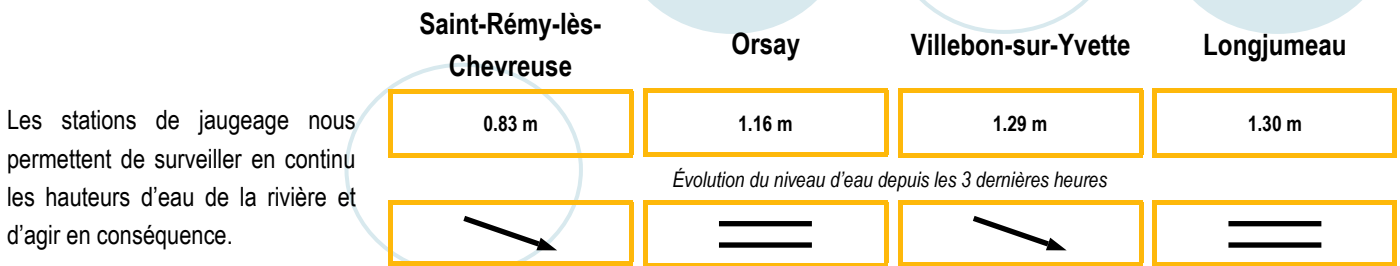 Saint-Rémy-lès-
Chevreuse
Orsay
Villebon-sur-Yvette
Longjumeau
Les stations de jaugeage nous
permettent de surveiller en continu
les hauteurs d’eau de la rivière et
d’agir en conséquence.
0.83 m
1.16 m
1.29 m
1.30 m
Évolution du niveau d’eau depuis les 3 dernières heures